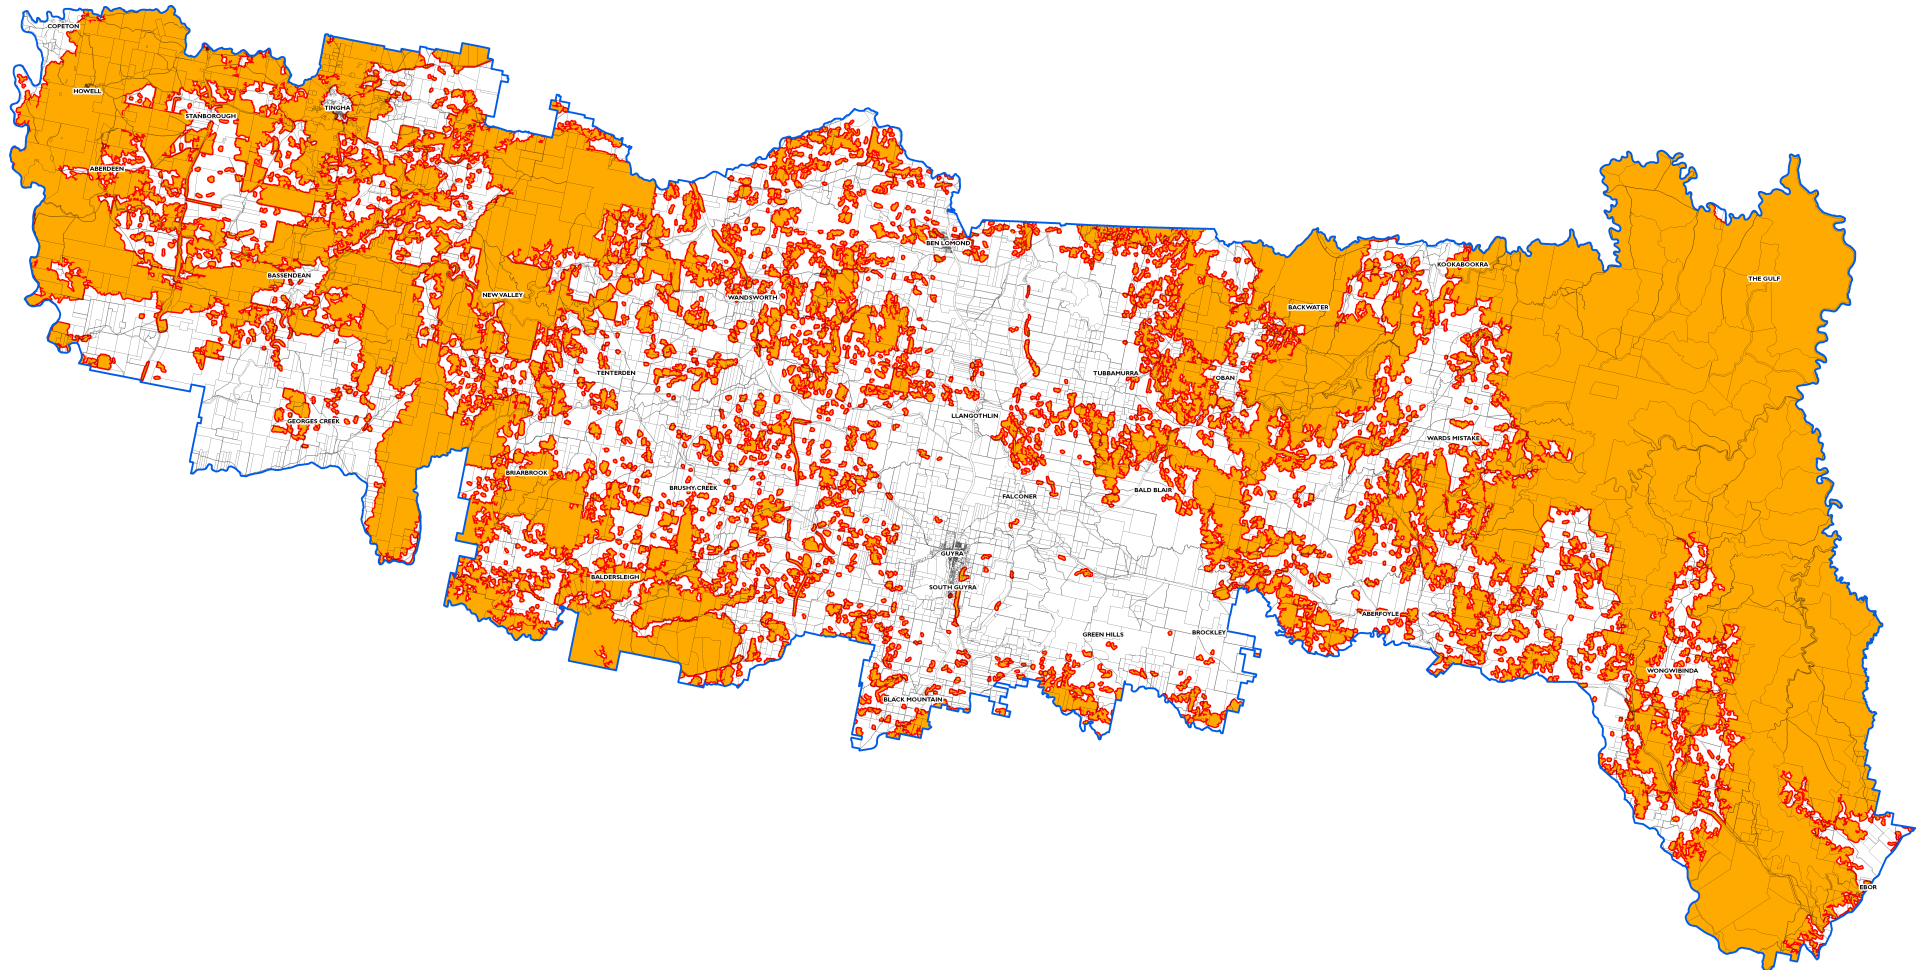 COPETON
HOWELL
TINGHA
STANBOROUGH
ABERDEEN
BEN LOMOND
KOOKABOOKRA
BASSENDEAN
THE GULF
NEW VALLEY
WANDSWORTH
BACKWATER
TENTERDEN
TUBBAMURRA
OBAN
LLANGOTHLIN
GEORGES CREEK
WARDS MISTAKE
BRIARBROOK
BRUSHY CREEK
BALD BLAIR
FALCONER
GUYRA
BALDERSLEIGH
SOUTH GUYRA
ABERFOYLE
GREEN HILLS
BROCKLEY
WONGWIBINDA
BLACK MOUNTAIN
EBOR